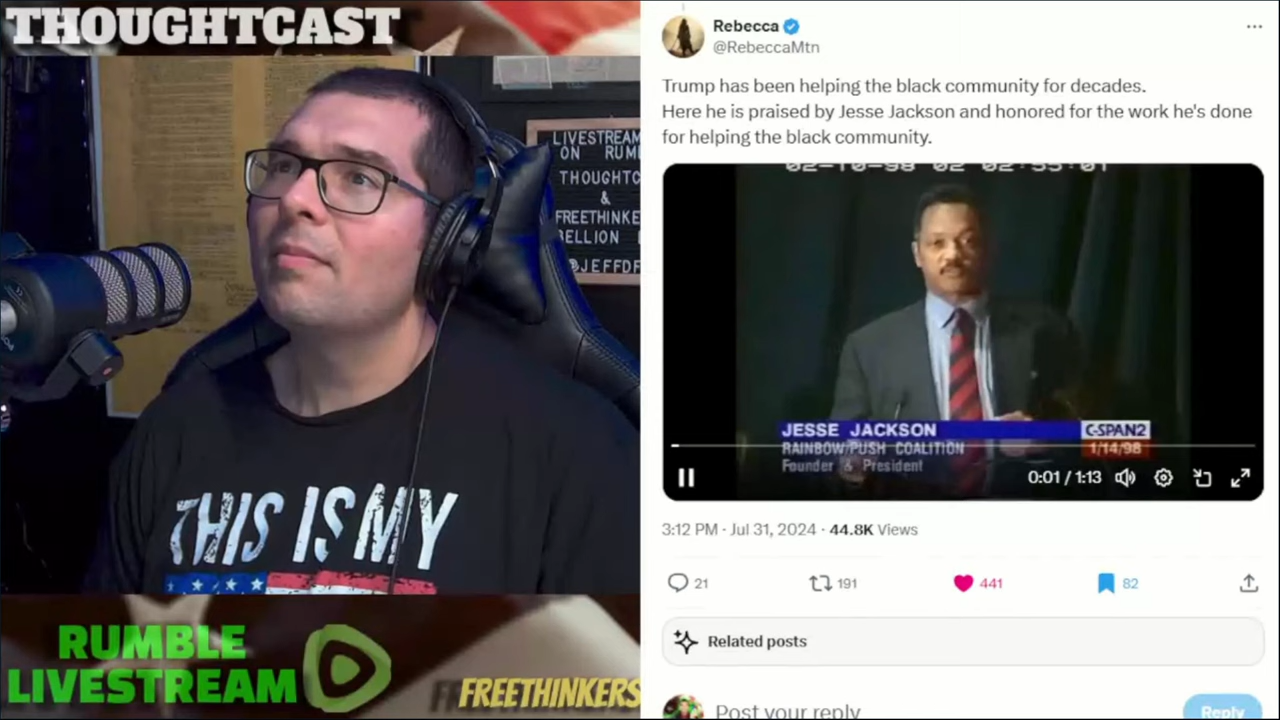 THOUGHTCAST
LIVESTREAM
ON RUM
THOUGHTC
&
FREETHINKE
BELLION
@JEFFDF
THIS IS MY
RUMBLE
LIVESTREAM
FREETHINKERS
Rebecca
@RebeccaMtn
Trump has been helping the black community for decades.
Here he is praised by Jesse Jackson and honored for the work he's done
for helping the black community.
JESSE JACKSON
C-SPAN2
RAINBOW/PUSH COALITION
1/14/98
Founder & President
0:01 / 1:13
3:12 PM · Jul 31, 2024 · 44.8K Views
21
191
441
82
Related posts
Post your reply
Reply